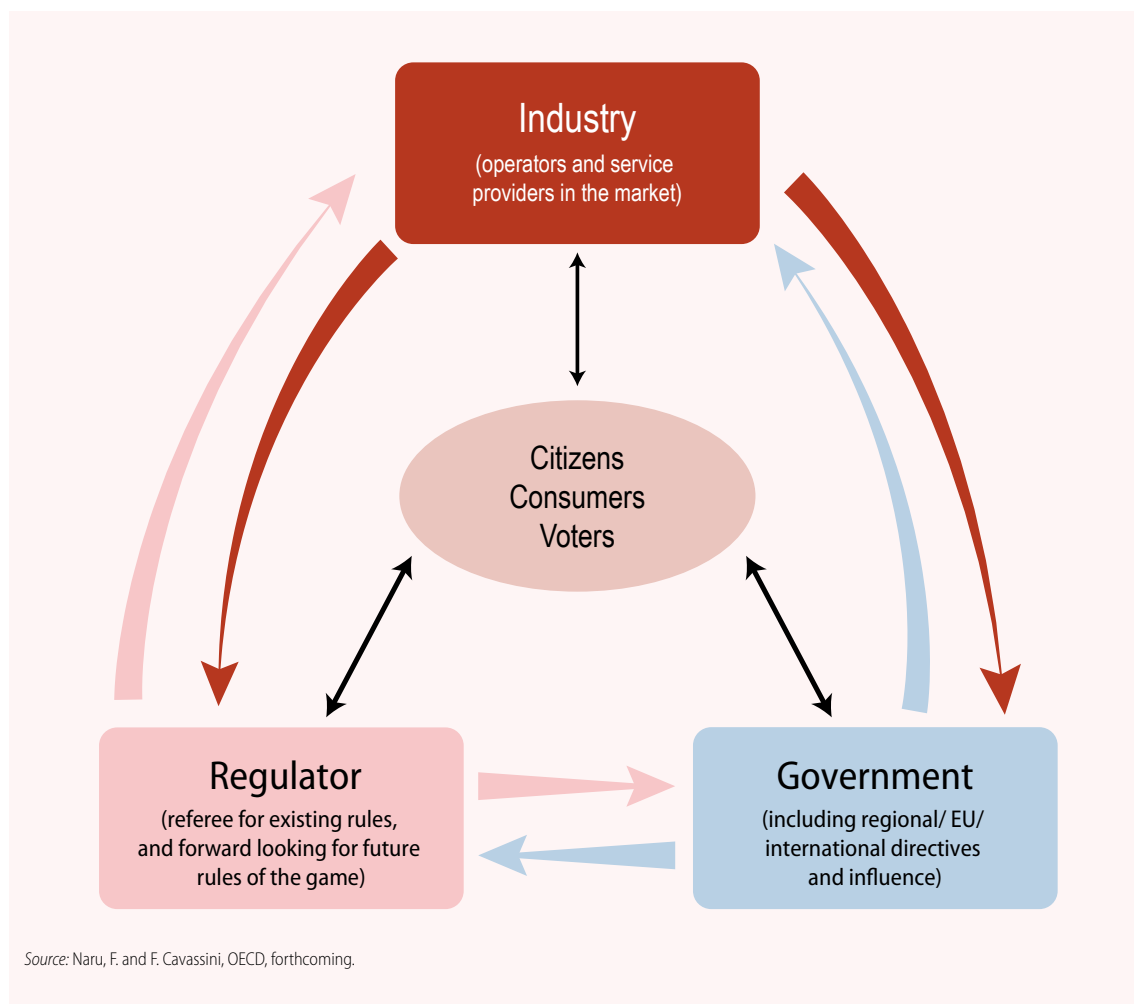 Industry
(operators and service
providers in the market)
Citizens
Consumers
Voters
Regulator
(referee for existing rules,
and forward looking for future
rules of the game)
Government
(including regional/ EU/
international directives
and influence)
Source: Naru, F. and F. Cavassini, OECD, forthcoming.